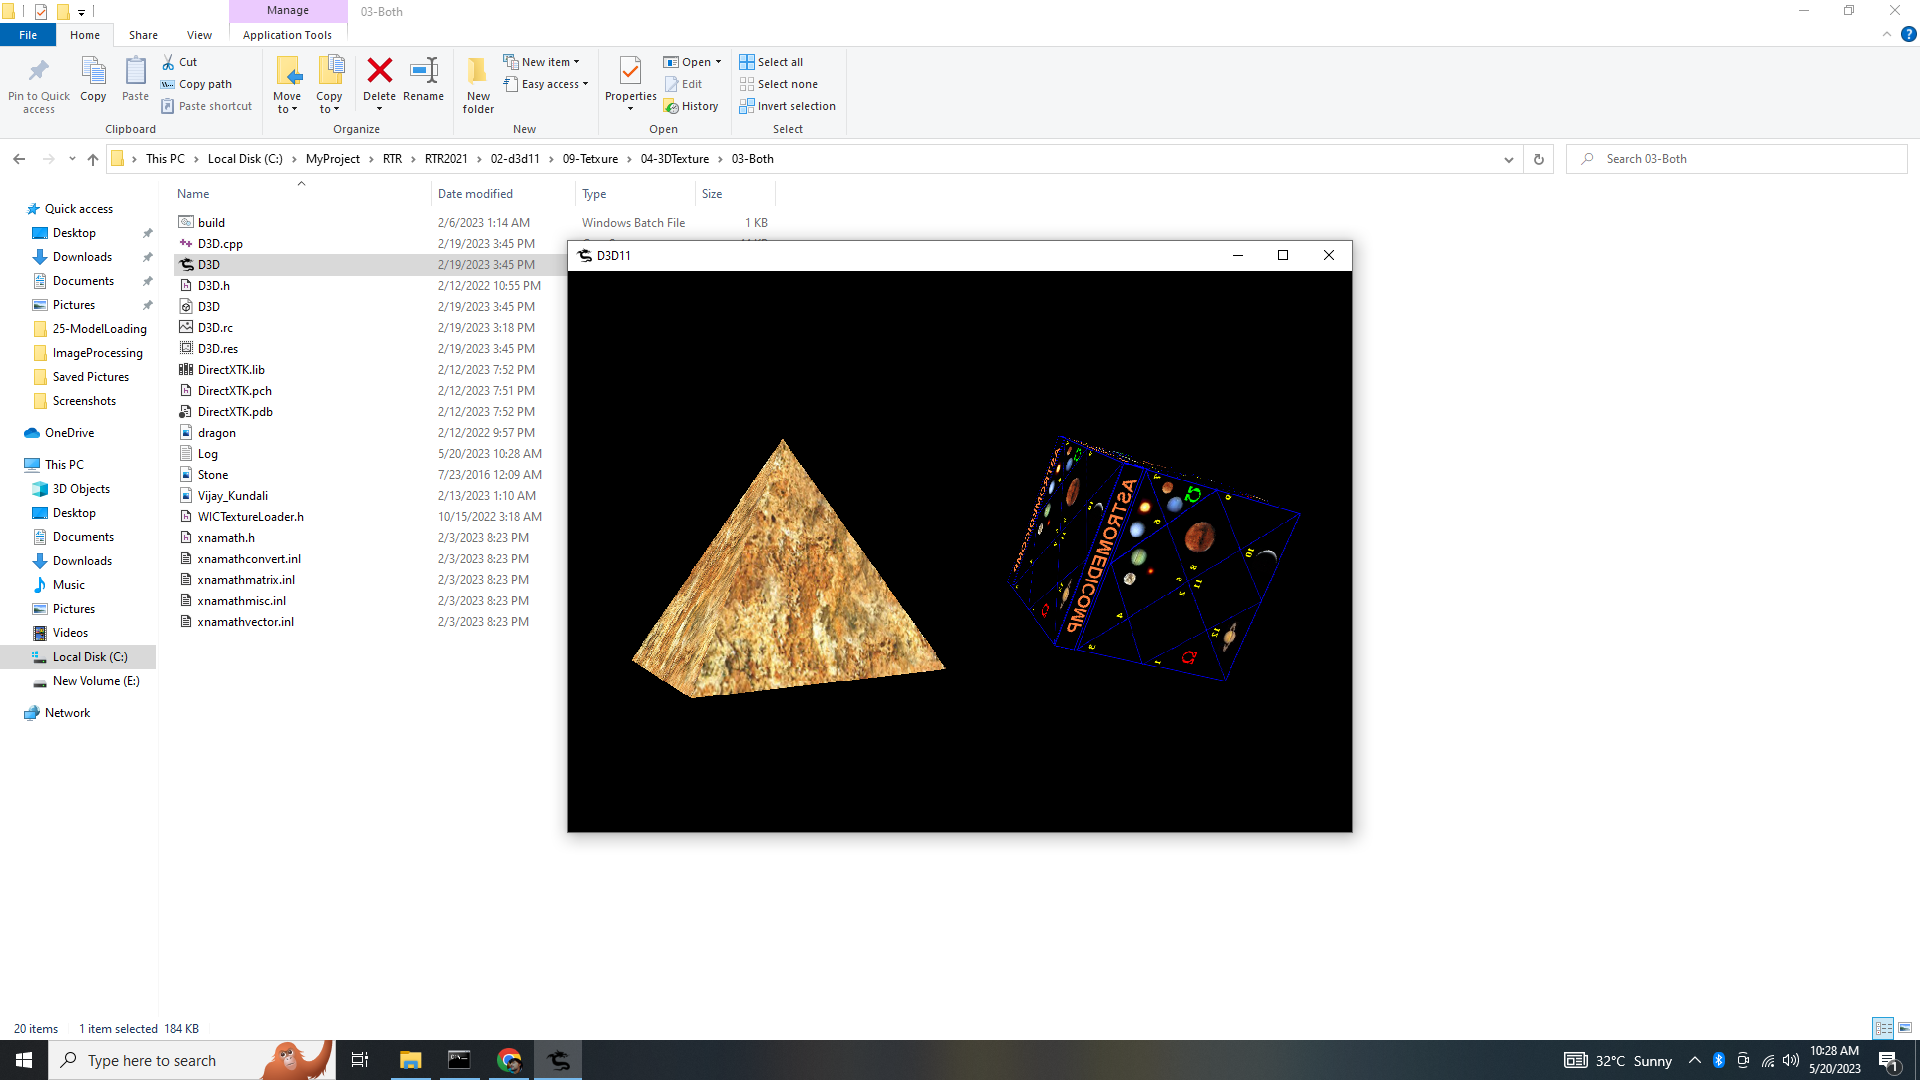 Manage
03-Both
File
Home
Share
View
Application Tools
Pin to Quick access
Copy
Paste
Cut
Copy path
Paste shortcut
Clipboard
Move to
Copy to
Delete
Rename
Organize
New folder
New item
Easy access
New
Properties
Open
Edit
History
Open
Select all
Select none
Invert selection
Select
This PC
Local Disk (C:)
MyProject
RTR
RTR2021
02-d3d11
09-Tetxure
04-3DTexture
03-Both
Search 03-Both
Quick access
Desktop
Downloads
Documents
Pictures
25-ModelLoading
ImageProcessing
Saved Pictures
Screenshots
OneDrive
This PC
3D Objects
Desktop
Documents
Downloads
Music
Pictures
Videos
Local Disk (C:)
New Volume (E:)
Network
Name Date modified Type Size
build 2/6/2023 1:14 AM Windows Batch File 1 KB
D3D.cpp 2/19/2023 3:45 PM
D3D 2/19/2023 3:45 PM
D3D.h 2/12/2022 10:55 PM
D3D 2/19/2023 3:45 PM
D3D.rc 2/19/2023 3:18 PM
D3D.res 2/19/2023 3:45 PM
DirectXTK.lib 2/12/2023 7:52 PM
DirectXTK.pch 2/12/2023 7:51 PM
DirectXTK.pdb 2/12/2023 7:52 PM
dragon 2/12/2022 9:57 PM
Log 5/20/2023 10:28 AM
Stone 7/23/2016 12:09 AM
Vijay_Kundali 2/13/2023 1:10 AM
WICTextureLoader.h 10/15/2022 3:18 AM
xnamath.h 2/3/2023 8:23 PM
xnamathconvert.inl 2/3/2023 8:23 PM
xnamathmatrix.inl 2/3/2023 8:23 PM
xnamathmisc.inl 2/3/2023 8:23 PM
xnamathvector.inl 2/3/2023 8:23 PM
D3D11
ASTROMEDICOMP
20 items 1 item selected 184 KB
Type here to search
32°C Sunny
10:28 AM
5/20/2023
1